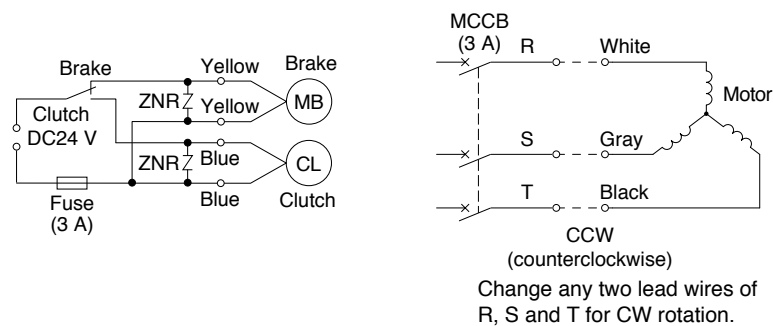 Brake
Clutch
DC24 V
Fuse
(3 A)
ZNR
ZNR
Yellow
Yellow
Blue
Blue
Brake
MB
CL
Clutch
MCCB
(3 A)
R
White
S
Gray
T
Black
Motor
CCW
(counterclockwise)
Change any two lead wires of
R, S and T for CW rotation.